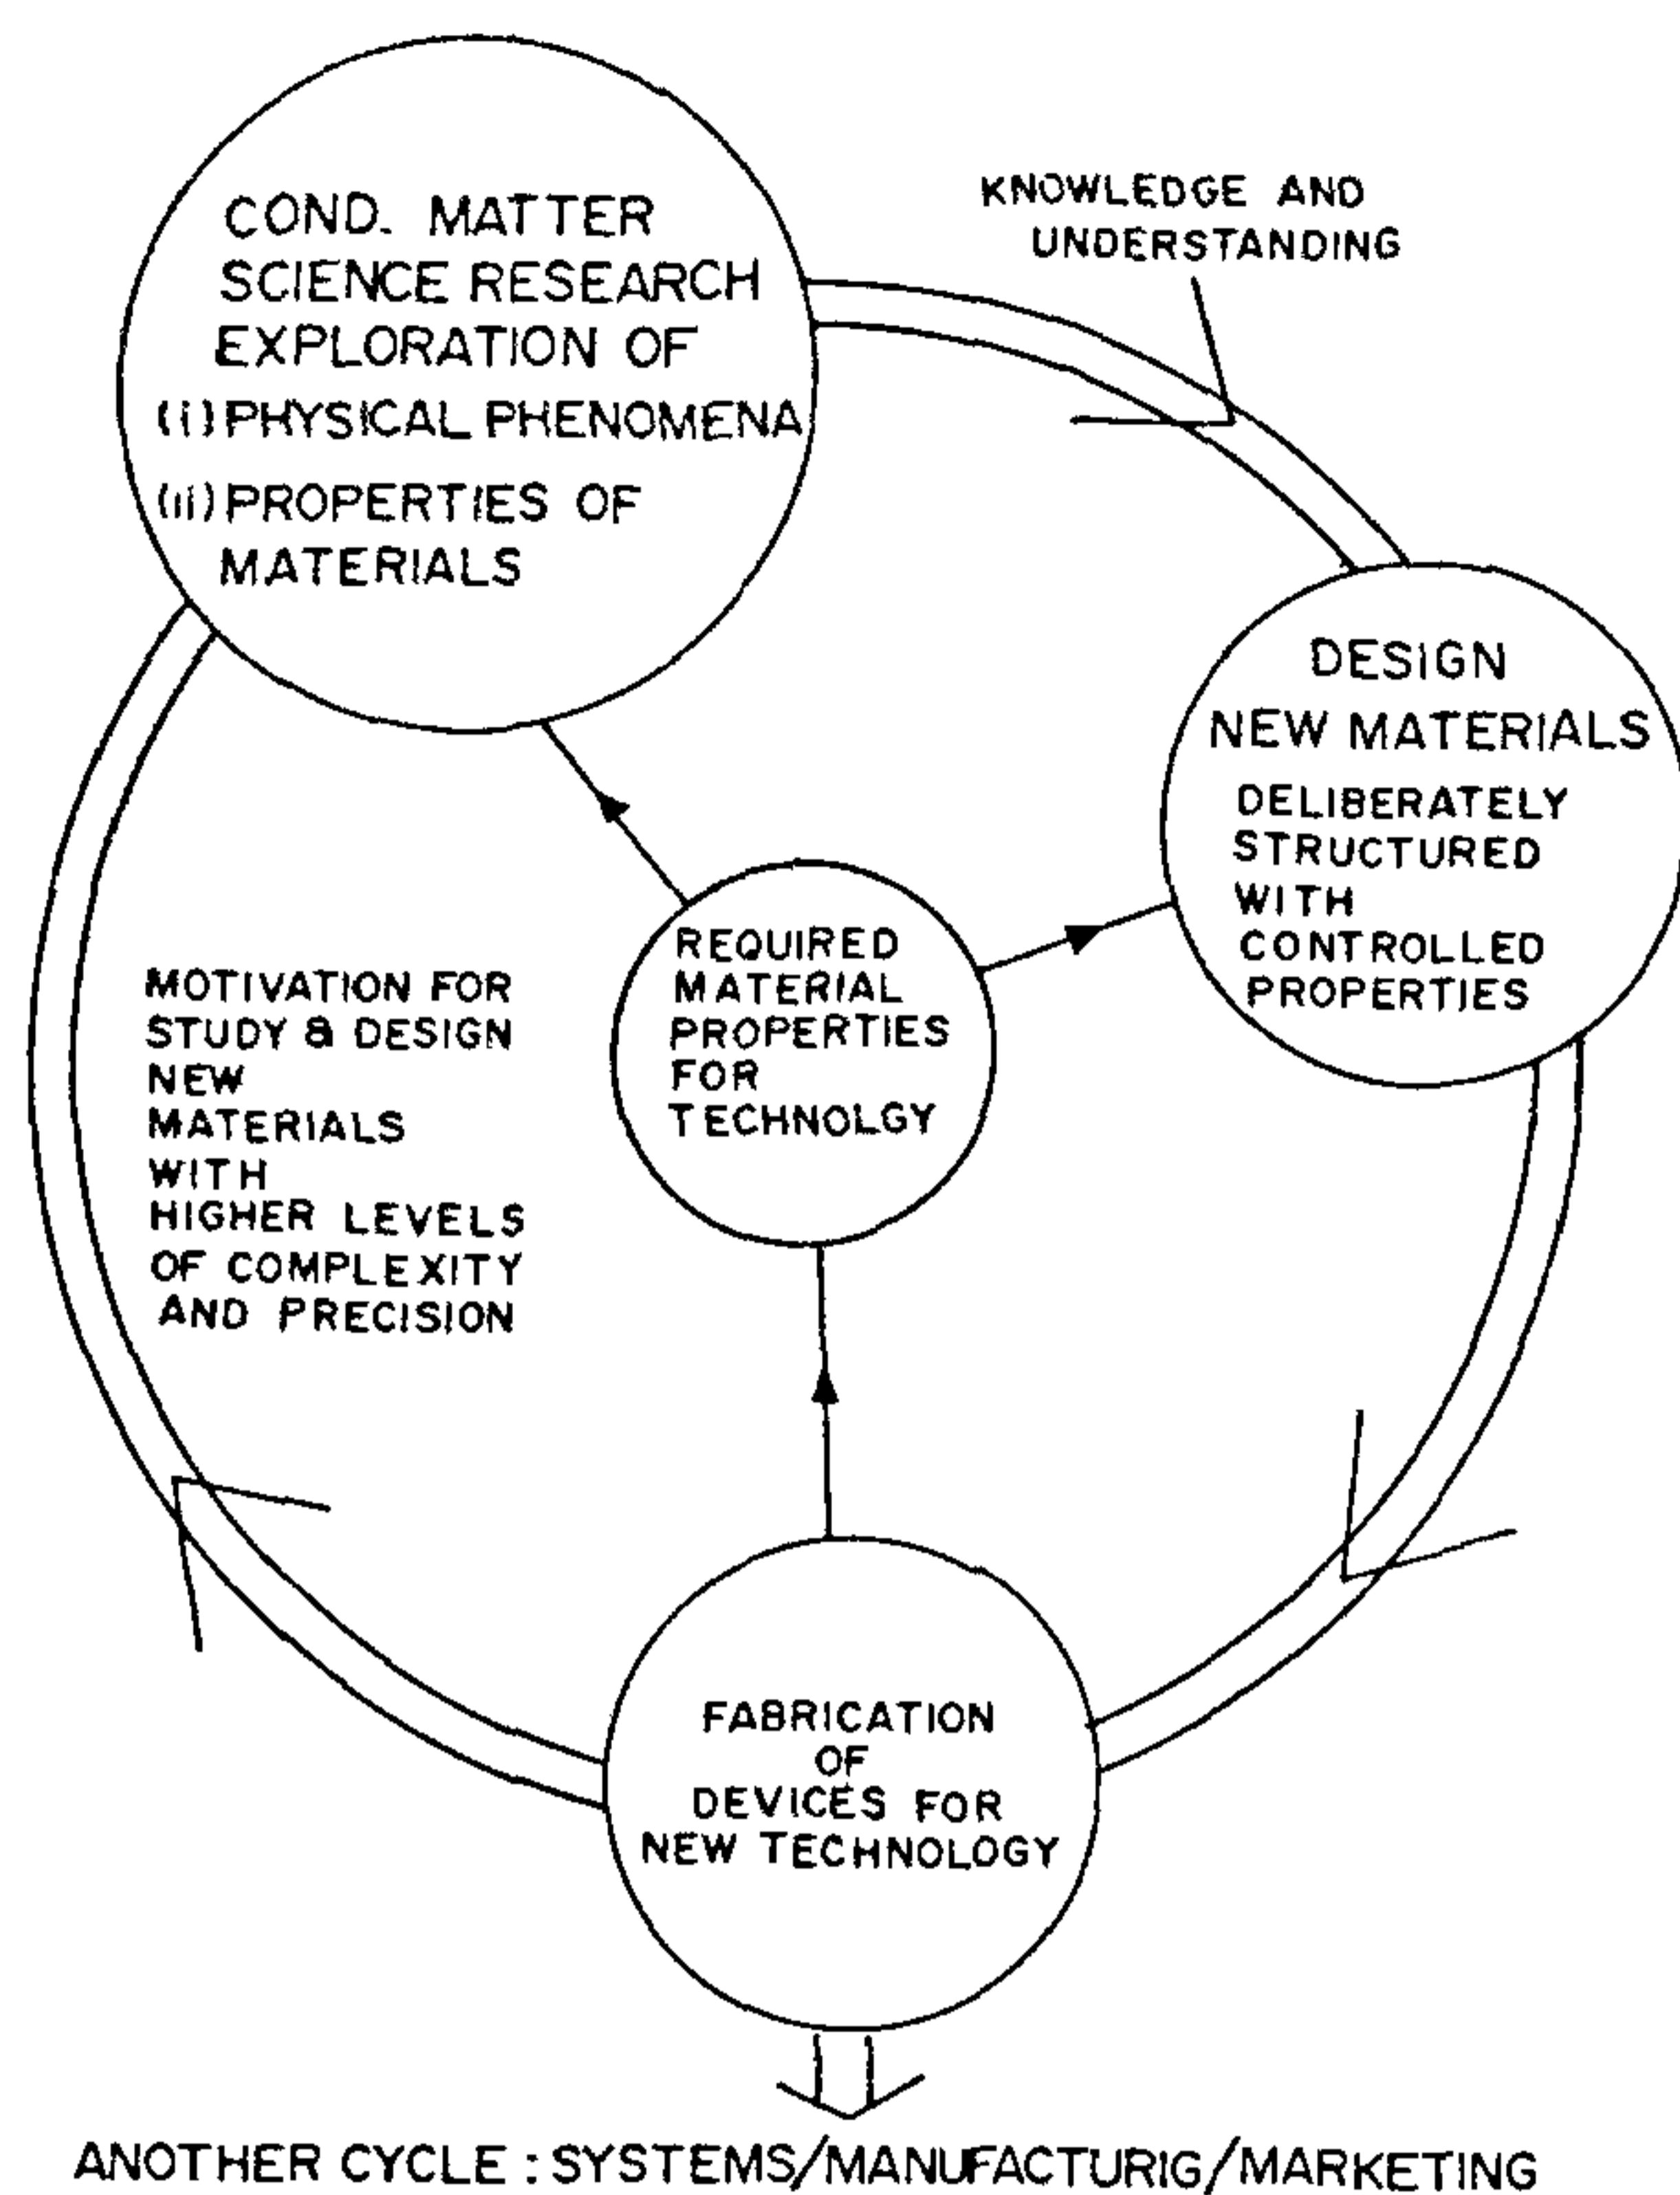 COND. MATTER
SCIENCE RESEARCH
EXPLORATION OF
(i) PHYSICAL PHENOMENA
(ii) PROPERTIES OF
MATERIALS
KNOWLEDGE AND
UNDERSTANDING
DESIGN
NEW MATERIALS
DELIBERATELY
STRUCTURED
WITH
CONTROLLED
PROPERTIES
REQUIRED
MATERIAL
PROPERTIES
FOR
TECHNOLGY
MOTIVATION FOR
STUDY & DESIGN
NEW
MATERIALS
WITH
HIGHER LEVELS
OF COMPLEXITY
AND PRECISION
FABRICATION
OF
DEVICES FOR
NEW TECHNOLOGY
ANOTHER CYCLE : SYSTEMS/MANUFACTURIG/MARKETING